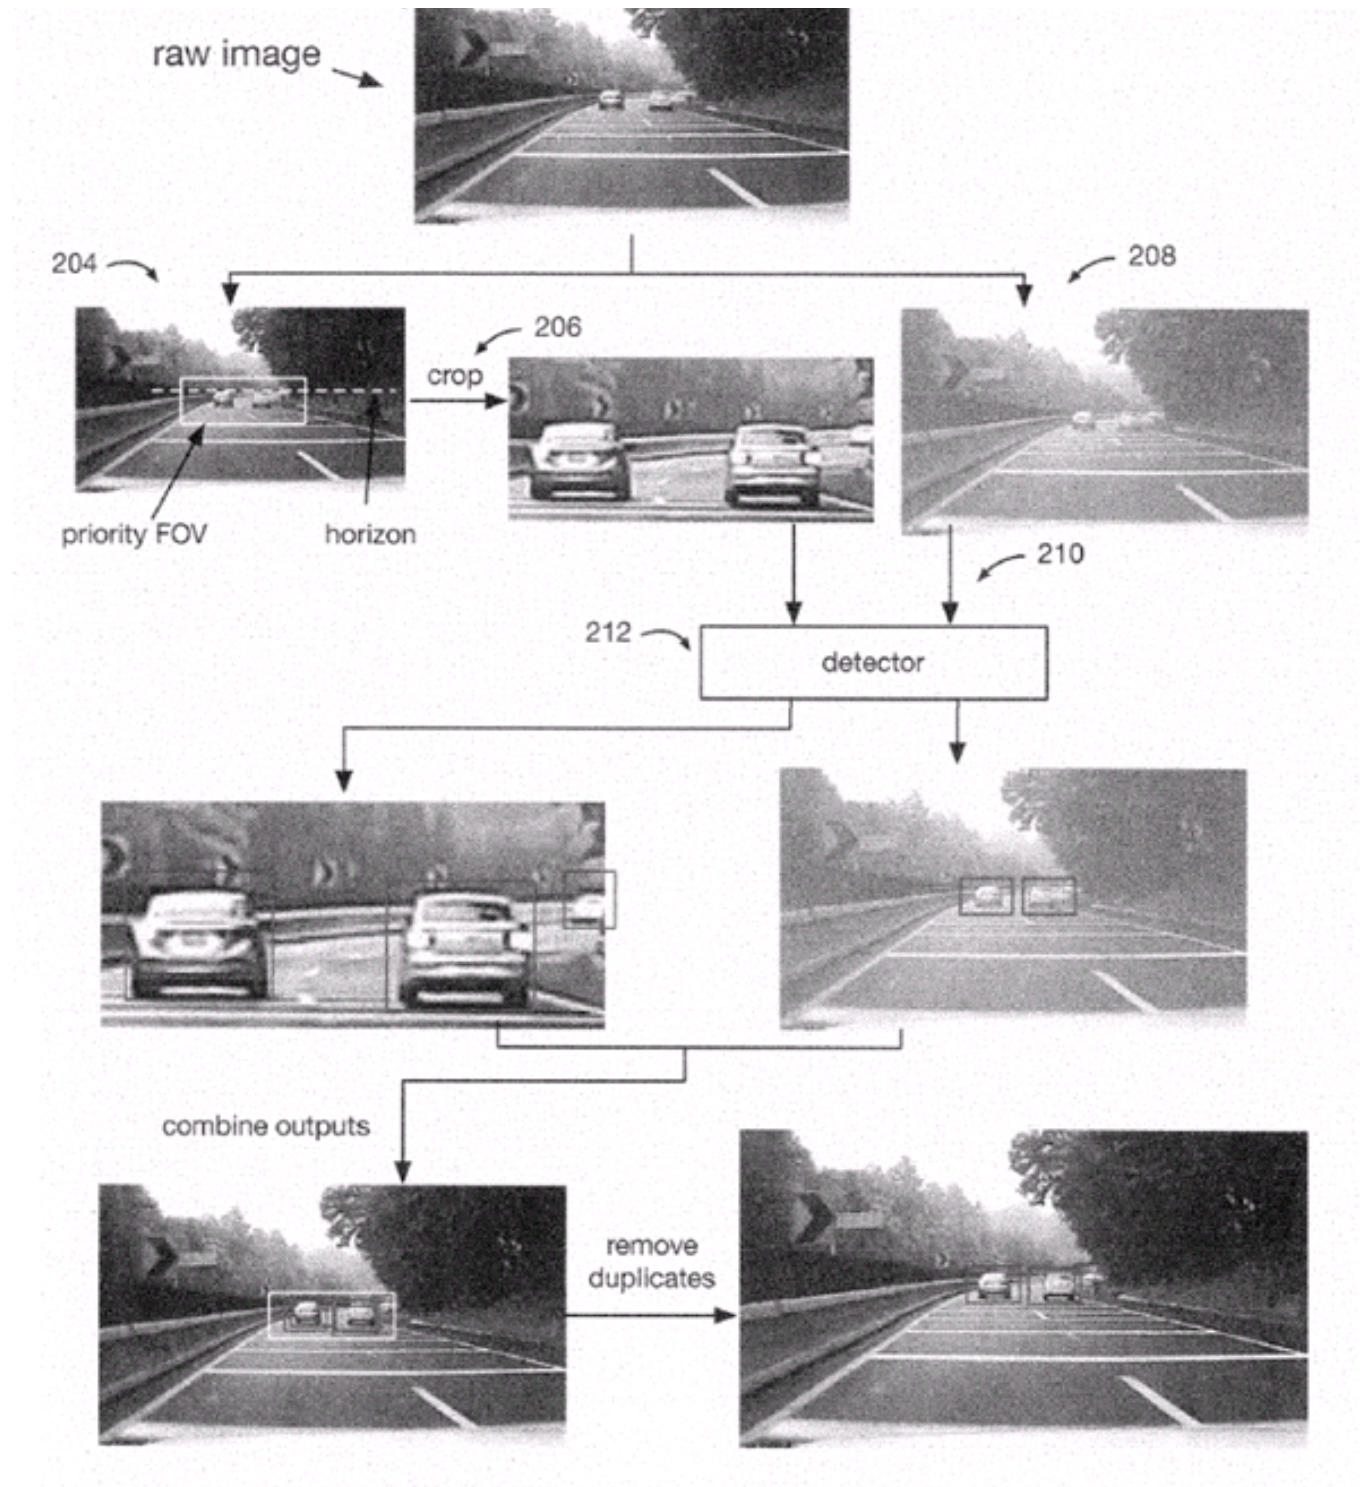 raw image
204
208
206
crop
priority FOV
horizon
210
212
detector
combine outputs
remove
duplicates